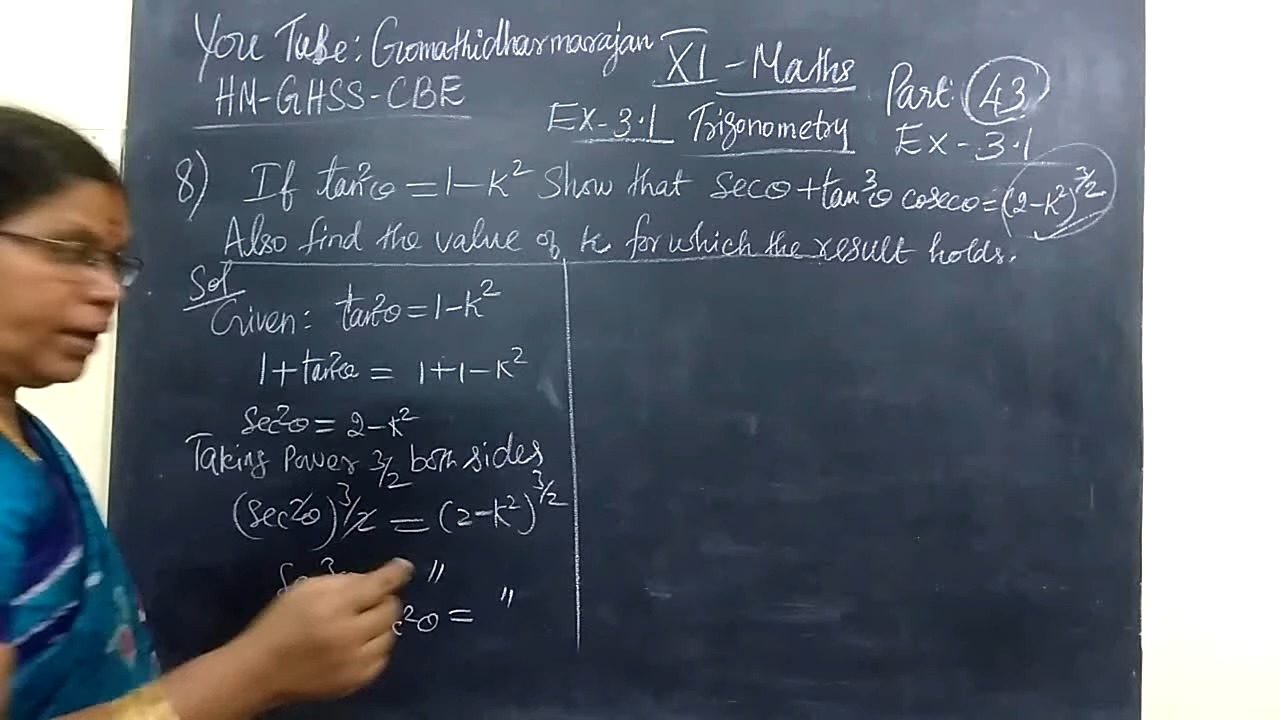 You Tube: Gomathidharmarajan
HM-GHSS-CBE
XI - Maths
Part 43
Ex-3.1 Trigonometry
Ex-3.1
8) If tan²θ = 1-K² Show that secθ + tan³θ cosecθ = (2-K²)^3/2
Also find the value of k for which the result holds.
Sol
Given: tan²θ = 1-K²
1+tan²θ = 1+1-K²
sec²θ = 2-K²
Taking Power 3/2 both sides
(sec²θ)^3/2 = (2-K²)^3/2
"
²θ = "